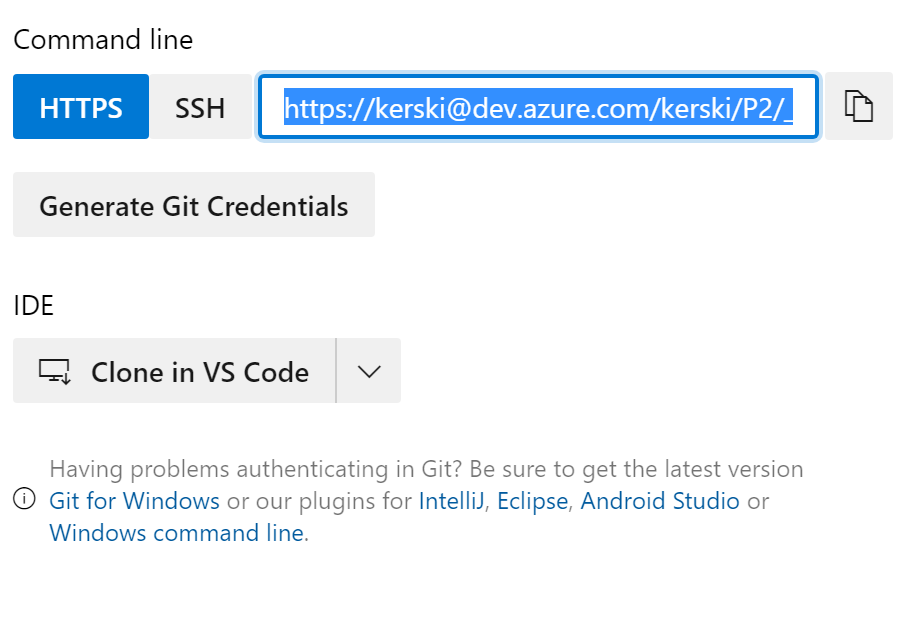 Command line
HTTPS SSH https://kerski@dev.azure.com/kerski/P2/_
Generate Git Credentials
IDE
Clone in VS Code
Having problems authenticating in Git? Be sure to get the latest version
Git for Windows or our plugins for IntelliJ, Eclipse, Android Studio or
Windows command line.